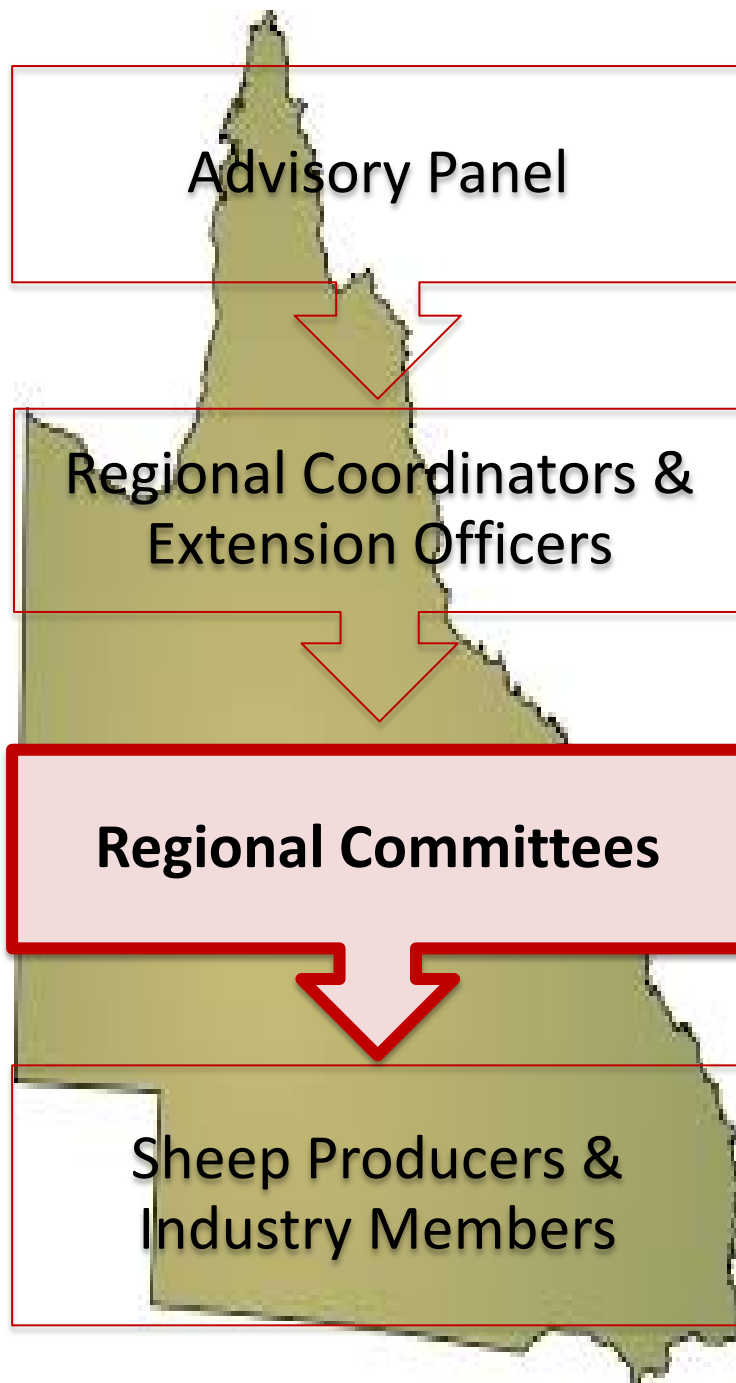 Advisory Panel
Regional Coordinators &
Extension Officers
Regional Committees
Sheep Producers &
Industry Members